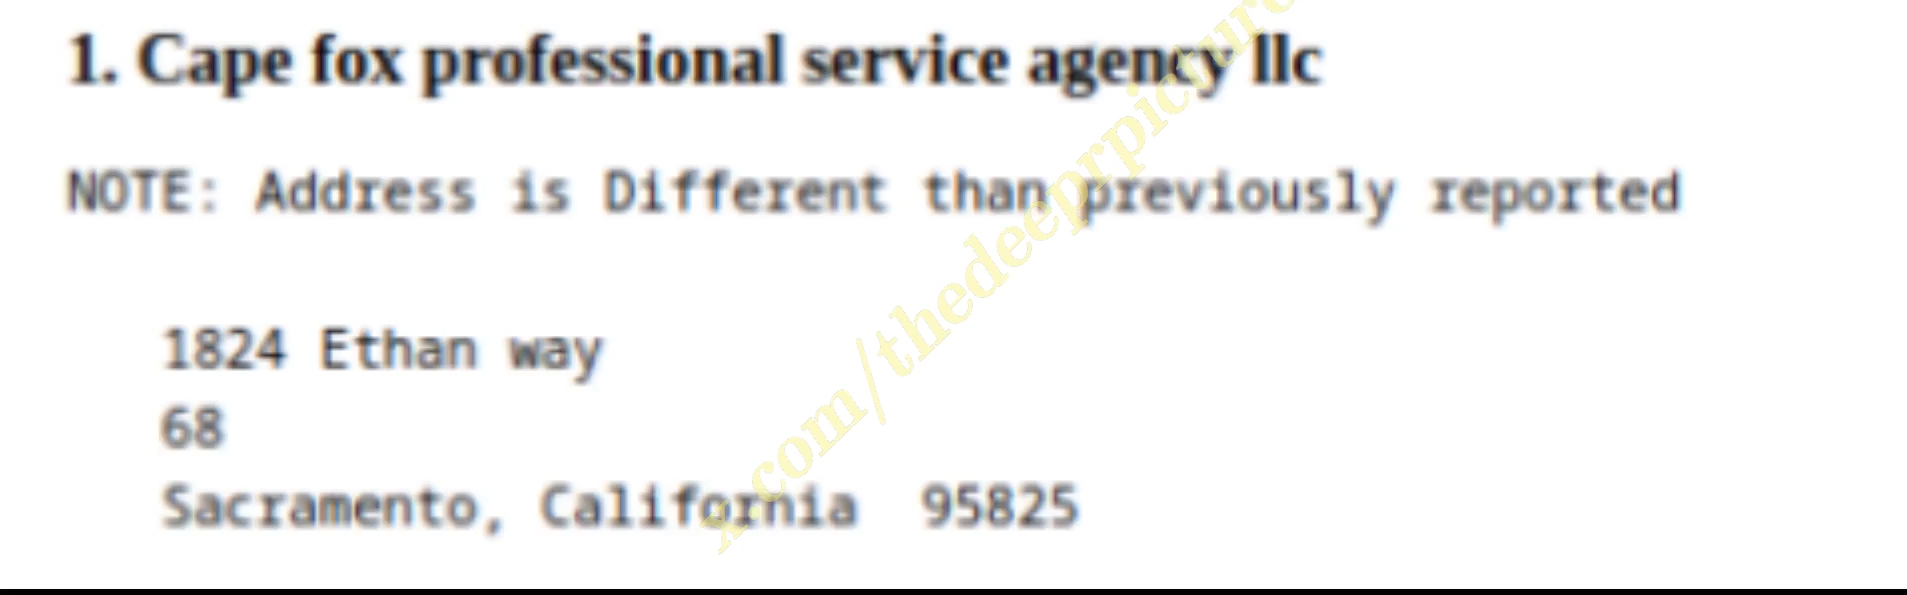 1. Cape fox professional service agency llc
NOTE: Address is Different than previously reported
1824 Ethan way
68
Sacramento, California 95825
x.com/thedeeprpicture